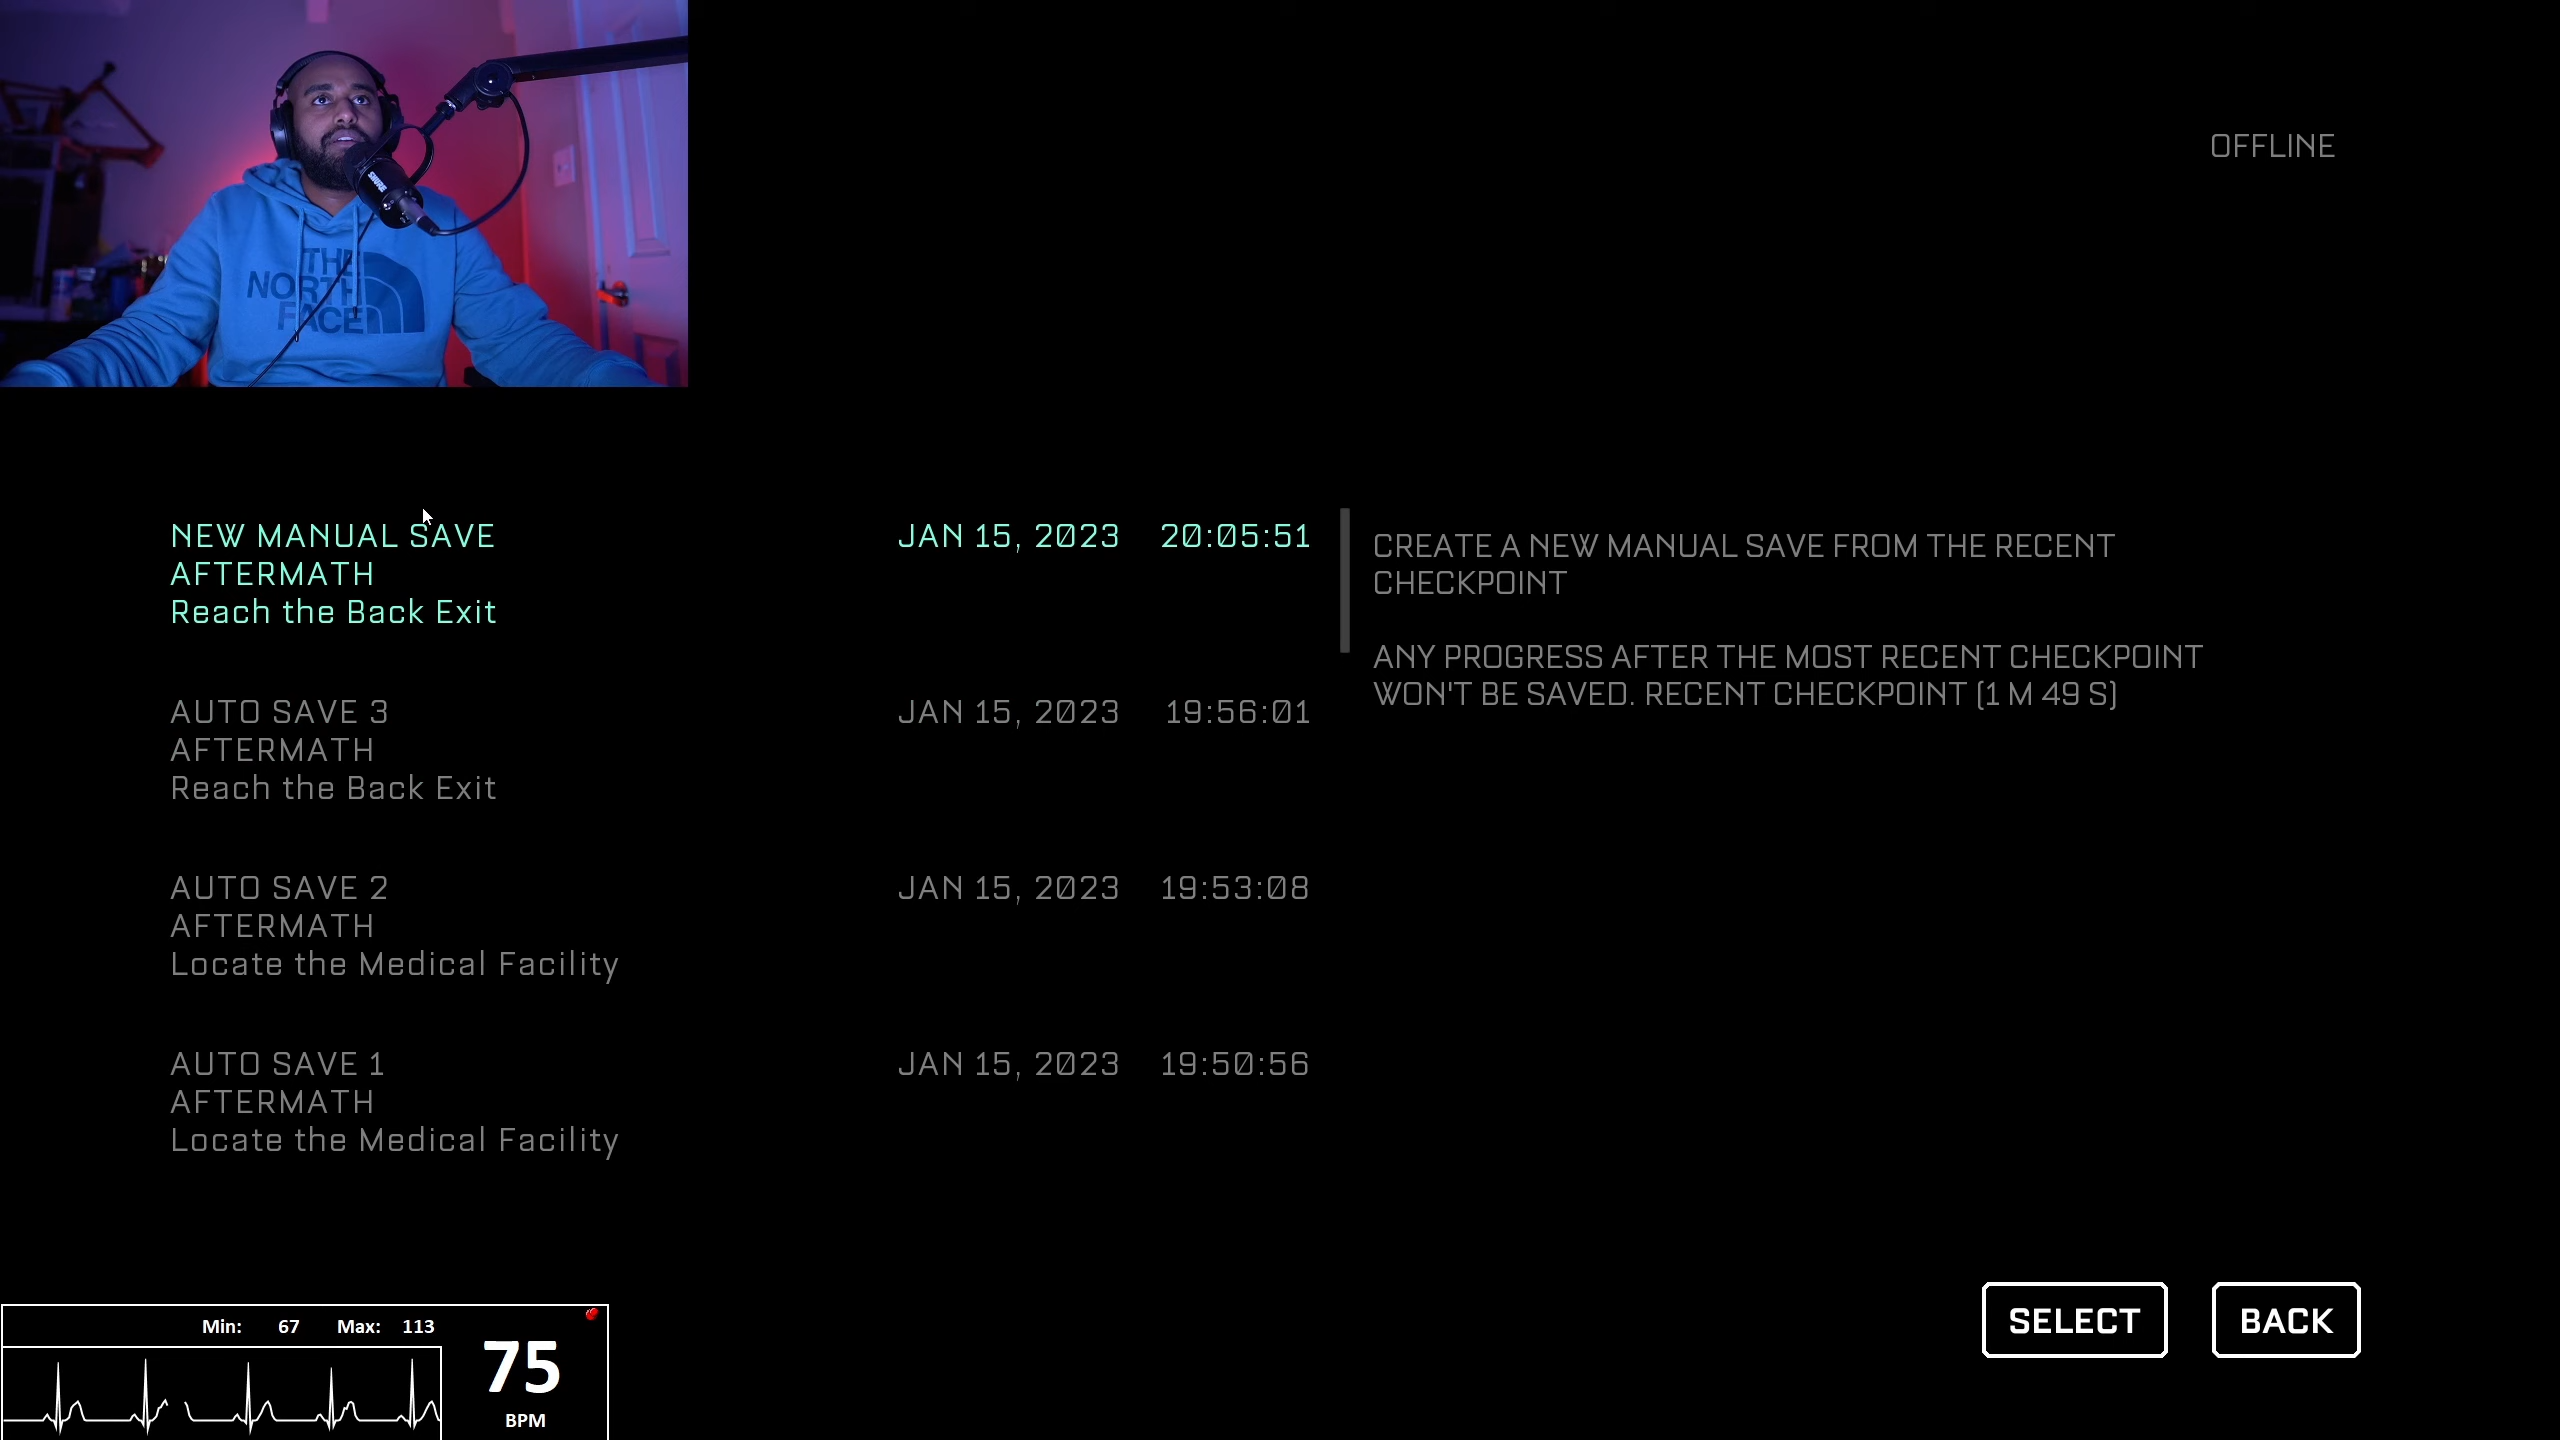 SHURE
THE
NORTH
FACE
OFFLINE
NEW MANUAL SAVE JAN 15, 2023 20:05:51
AFTERMATH
Reach the Back Exit
CREATE A NEW MANUAL SAVE FROM THE RECENT
CHECKPOINT
ANY PROGRESS AFTER THE MOST RECENT CHECKPOINT
WON'T BE SAVED. RECENT CHECKPOINT (1 M 49 S)
AUTO SAVE 3 JAN 15, 2023 19:56:01
AFTERMATH
Reach the Back Exit
AUTO SAVE 2 JAN 15, 2023 19:53:08
AFTERMATH
Locate the Medical Facility
AUTO SAVE 1 JAN 15, 2023 19:50:56
AFTERMATH
Locate the Medical Facility
SELECT BACK
Min: 67 Max: 113
75
BPM